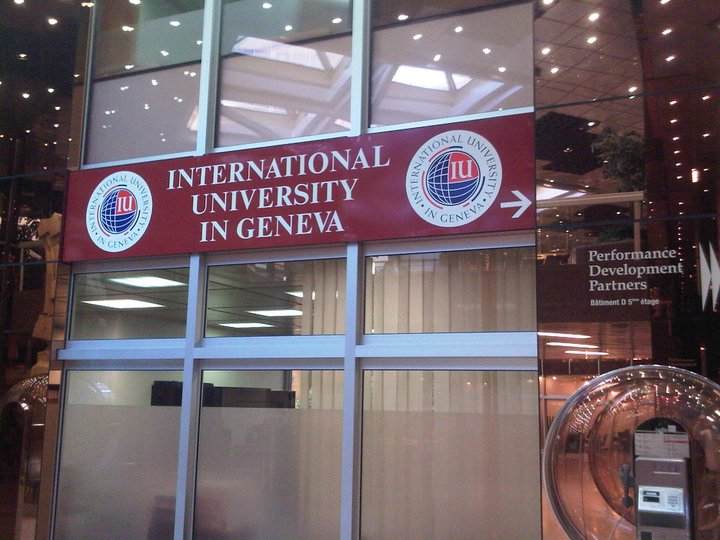 INTERNATIONAL
UNIVERSITY
IN GENEVA
INTERNATIONAL UNIVERSITY
• IN GENEVA •
IU
INTERNATIONAL UNIVERSITY
• IN GENEVA •
IU
Performance
Development
Partners
Bâtiment D 5ème étage